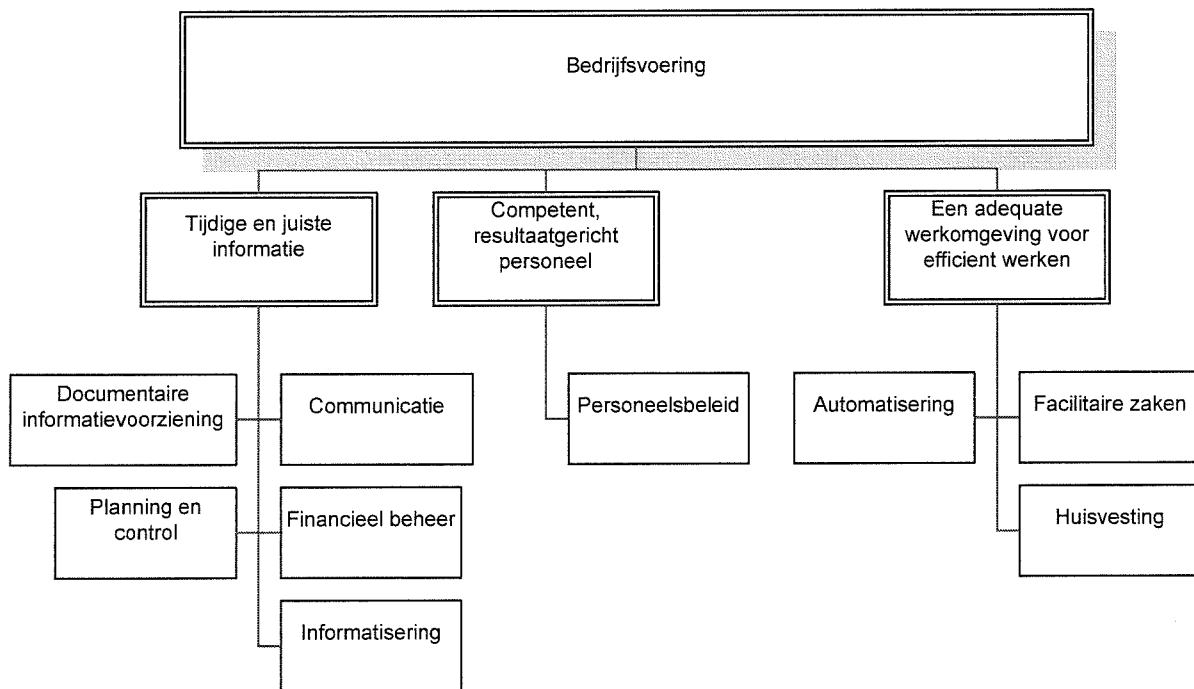 Bedrijfsvoering
Tijdige en juiste
informatie
Competent,
resultaatgericht
personeel
Een adequate
werkomgeving voor
efficient werken
Documentaire
informatievoorziening
Communicatie
Personeelsbeleid
Automatisering
Facilitaire zaken
Planning en
control
Financieel beheer
Huisvesting
Informatisering